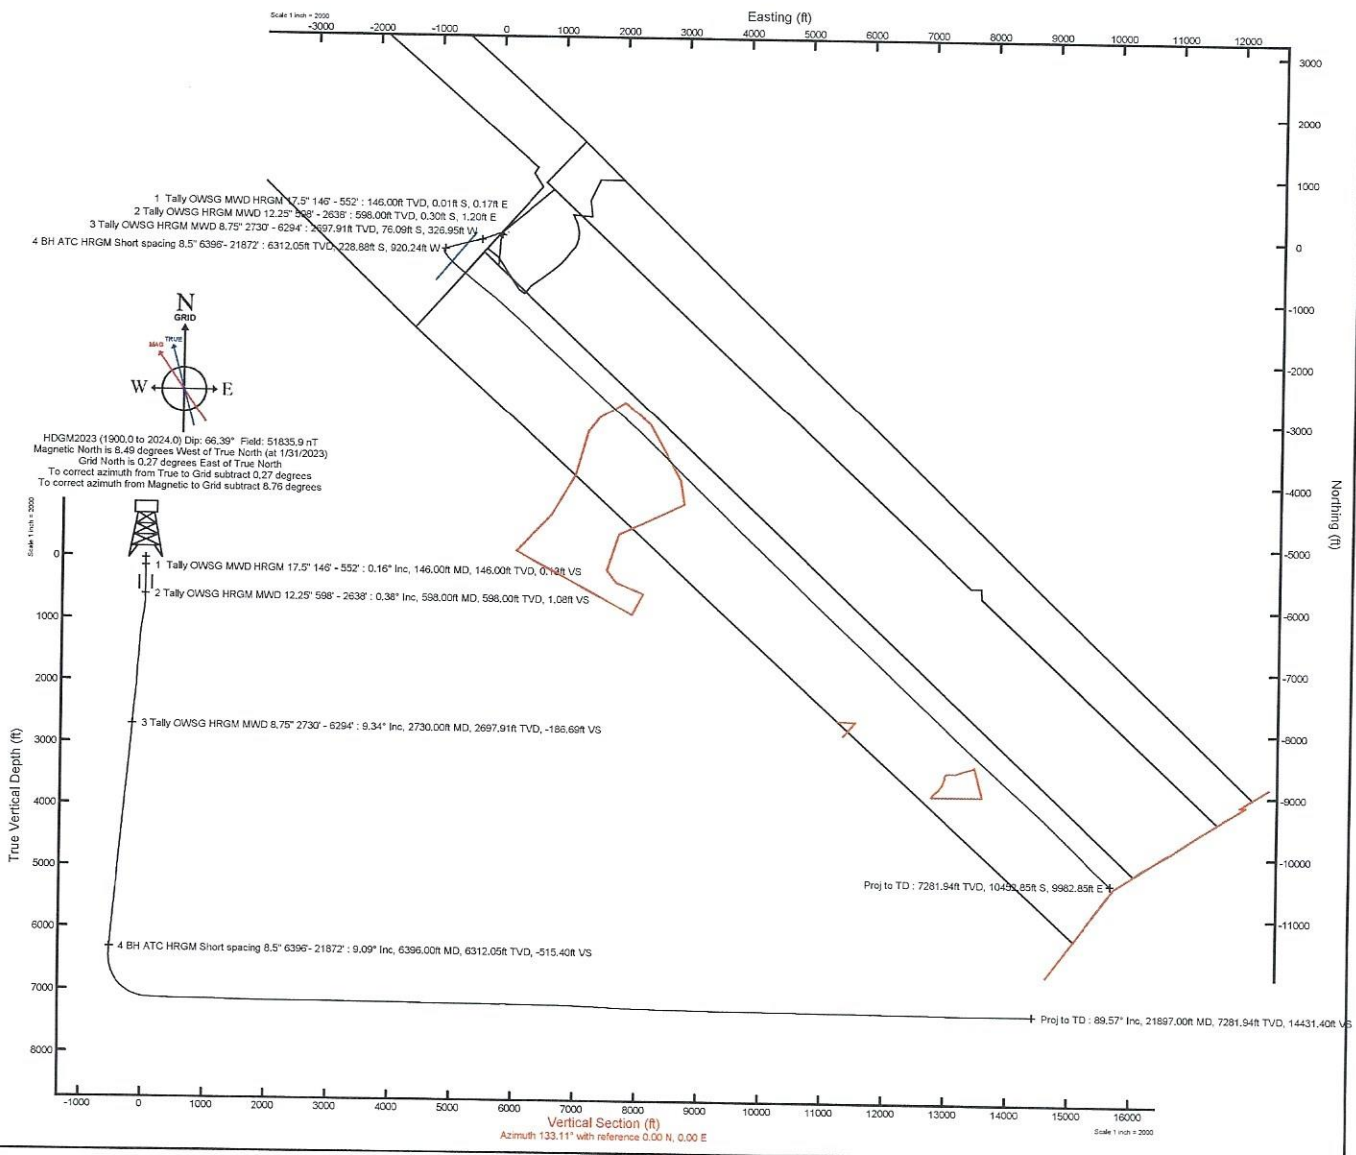 Scale 1 inch = 2000
Easting (ft)
-3000 -2000 -1000 0 1000 2000 3000 4000 5000 6000 7000 8000 9000 10000 11000 12000
3000
2000
1000
0
-1000
-2000
-3000
-4000
-5000
-6000
-7000
-8000
-9000
-10000
-11000
Northing (ft)
1 Tally OWSG MWD HRGM 17.5" 146' - 552' : 146.00ft TVD, 0.01ft S, 0.17ft E
2 Tally OWSG HRGM MWD 12.25" 598' - 2638' : 598.00ft TVD, 0.30ft S, 1.20ft E
3 Tally OWSG HRGM MWD 8.75" 2730' - 6294' : 2697.91ft TVD, 76.09ft S, 326.95ft W
4 BH ATC HRGM Short spacing 8.5" 6396'- 21872' : 6312.05ft TVD, 228.88ft S, 920.24ft W
N
GRID
TRUE
MAG
W E
HDGM2023 (1900.0 to 2024.0) Dip: 66.39° Field: 51835.9 nT
Magnetic North is 8.49 degrees West of True North (at 1/31/2023)
Grid North is 0.27 degrees East of True North
To correct azimuth from True to Grid subtract 0.27 degrees
To correct azimuth from Magnetic to Grid subtract 8.76 degrees
Scale 1 inch = 2000
0
1000
2000
3000
4000
5000
6000
7000
8000
True Vertical Depth (ft)
1 Tally OWSG MWD HRGM 17.5" 146' - 552' : 0.16° Inc, 146.00ft MD, 146.00ft TVD, VS
2 Tally OWSG HRGM MWD 12.25" 598' - 2638' : 0.38° Inc, 598.00ft MD, 598.00ft TVD, 1.08ft VS
3 Tally OWSG HRGM MWD 8.75" 2730' - 6294' : 9.34° Inc, 2730.00ft MD, 2697.91ft TVD, -186.69ft VS
4 BH ATC HRGM Short spacing 8.5" 6396'- 21872' : 9.09° Inc, 6396.00ft MD, 6312.05ft TVD, -515.40ft VS
Proj to TD : 7281.94ft TVD, 10452.85ft S, 9982.85ft E
Proj to TD : 89.57° Inc, 21897.00ft MD, 7281.94ft TVD, 14431.40ft VS
-1000 0 1000 2000 3000 4000 5000 6000 7000 8000 9000 10000 11000 12000 13000 14000 15000 16000
Vertical Section (ft)
Azimuth 133.11° with reference 0.00 N, 0.00 E
Scale 1 inch = 2000